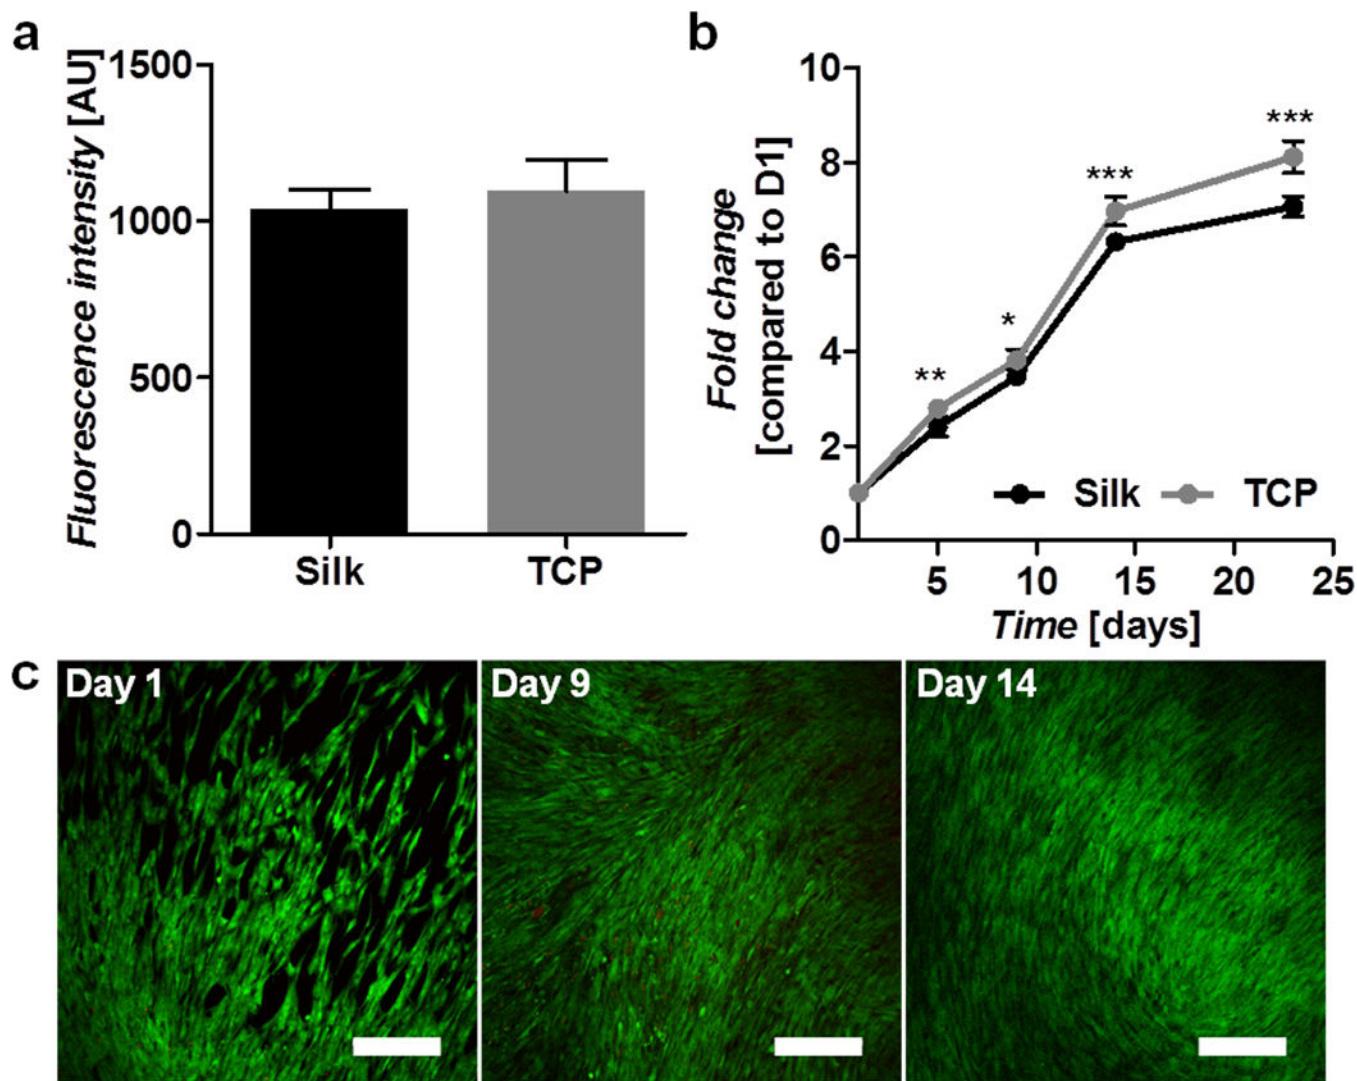 a
Fluorescence intensity [AU]
1500
1000
500
0
Silk
TCP
b
Fold change
[compared to D1]
10
8
6
4
2
0
**
*
***
***
Silk
TCP
5
10
15
20
25
Time [days]
c
Day 1
Day 9
Day 14